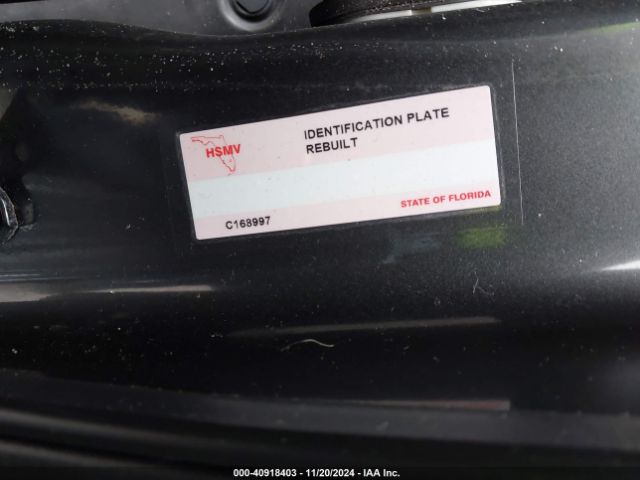 IDENTIFICATION PLATE
REBUILT
HSMV
STATE OF FLORIDA
C168997
000-40918403 - 11/20/2024 - IAA Inc.